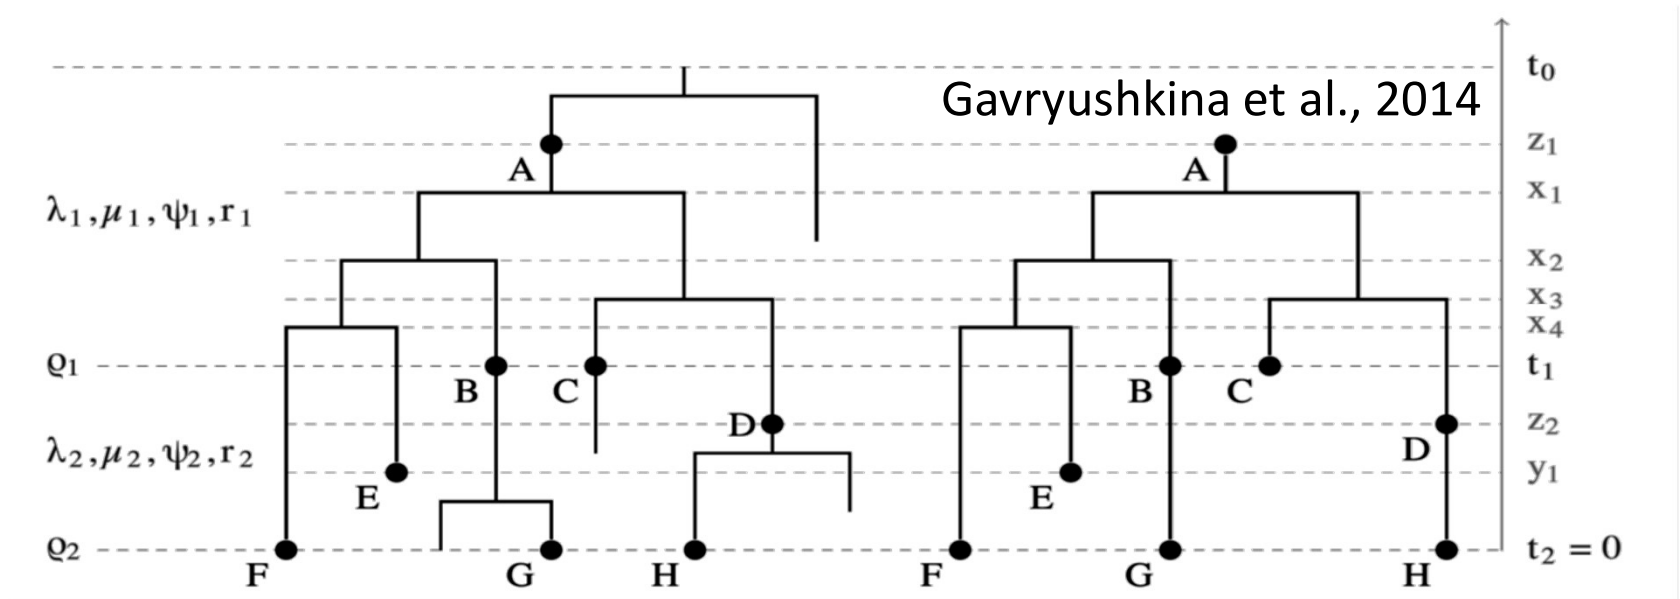 t₀
Gavryushkina et al., 2014
z₁
A A
x₁
λ₁, μ₁, ψ₁, r₁
x₂
x₃
x₄
ϱ₁ t₁
B C B C
D z₂
D
λ₂, μ₂, ψ₂, r₂ y₁
E E
ϱ₂ t₂ = 0
F G H F G H